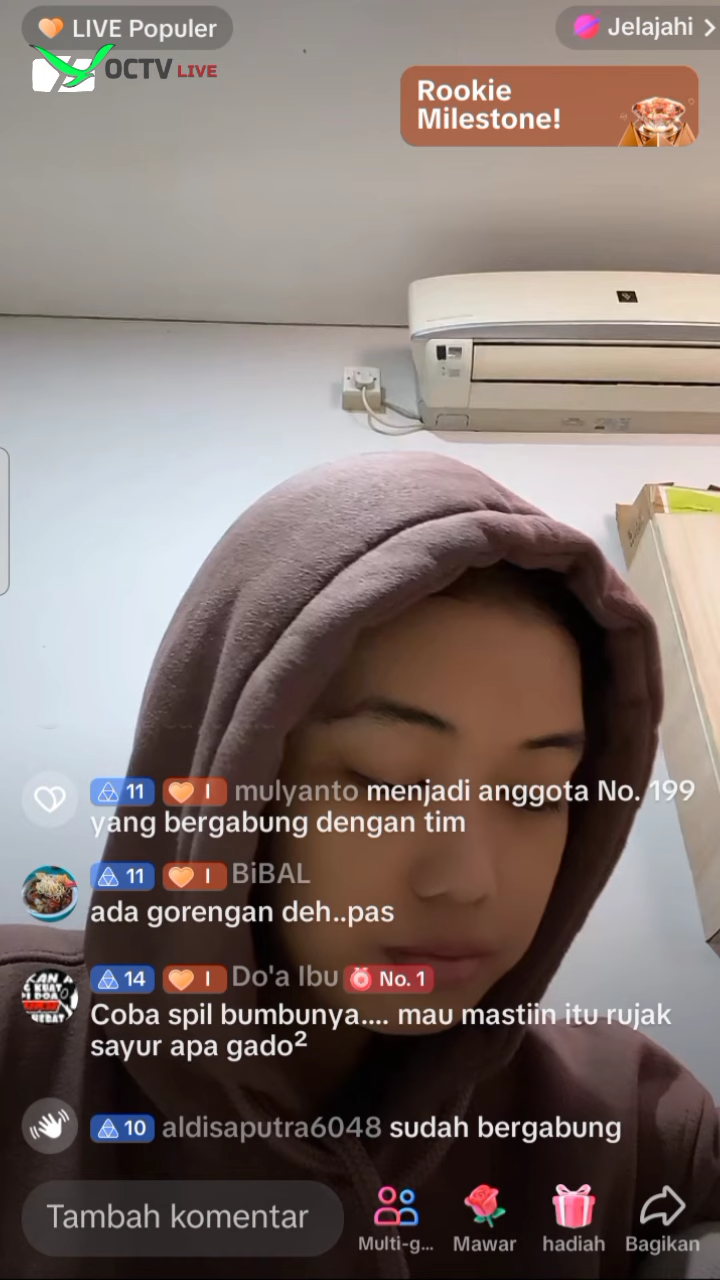 LIVE Populer
Jelajahi
OCTV LIVE
Rookie
Milestone!
11 I mulyanto menjadi anggota No. 199
yang bergabung dengan tim
11 I BiBAL
ada gorengan deh..pas
14 I Do'a Ibu No. 1
Coba spil bumbunya.... mau mastiin itu rujak
sayur apa gado²
10 aldisaputra6048 sudah bergabung
Tambah komentar
Multi-g...
Mawar
hadiah
Bagikan